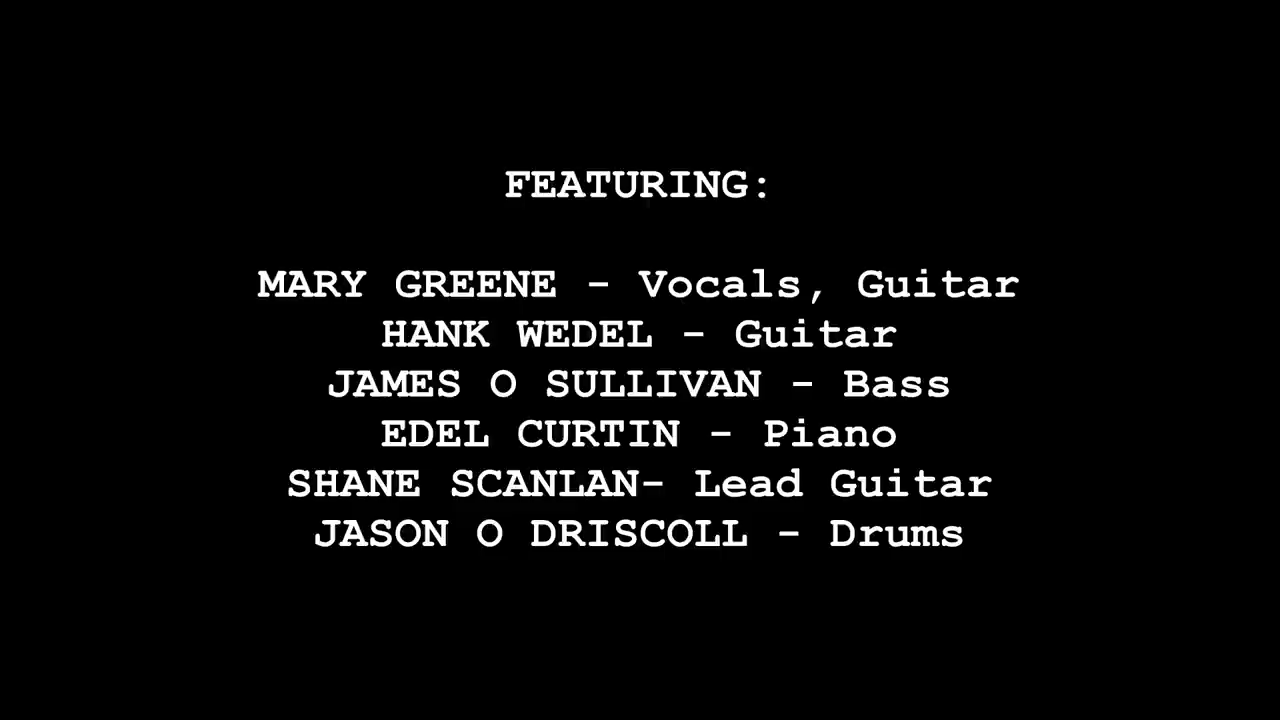 FEATURING:
MARY GREENE - Vocals, Guitar
HANK WEDEL - Guitar
JAMES O SULLIVAN - Bass
EDEL CURTIN - Piano
SHANE SCANLAN- Lead Guitar
JASON O DRISCOLL - Drums